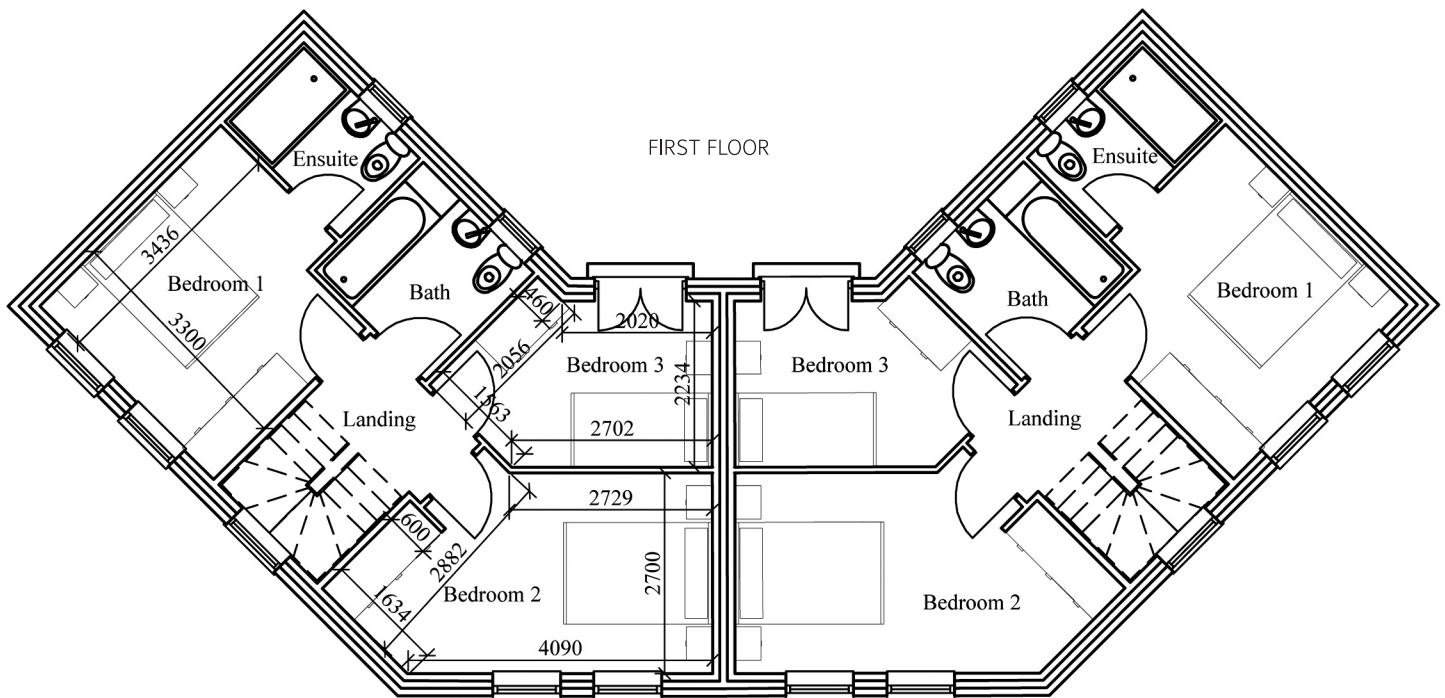 FIRST FLOOR
Ensuite
Ensuite
3436
Bedroom 1
Bath
3300
460
2020
2056
Bedroom 3
2234
1563
Landing
2702
2729
600
2882
2700
Bedroom 2
1634
4090
Bath
Bedroom 1
Bedroom 3
Landing
Bedroom 2